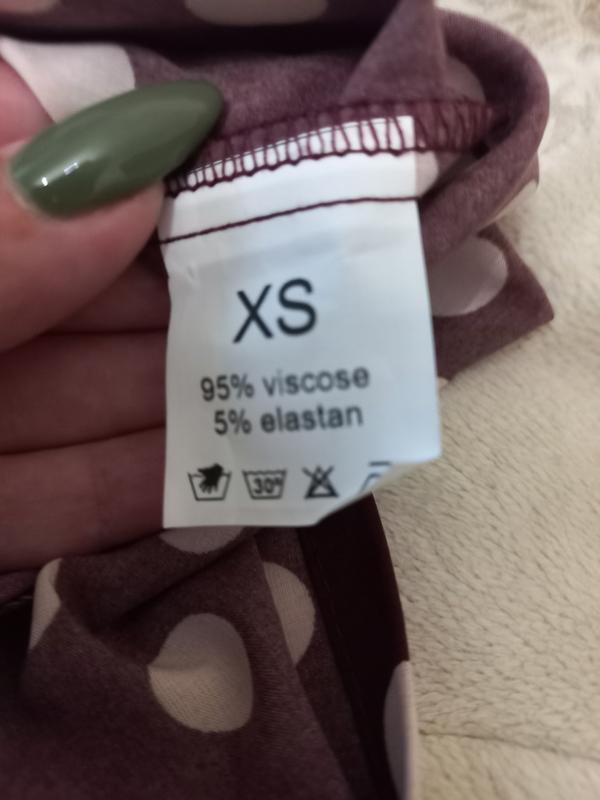 XS
95% viscose
5% elastan
30°